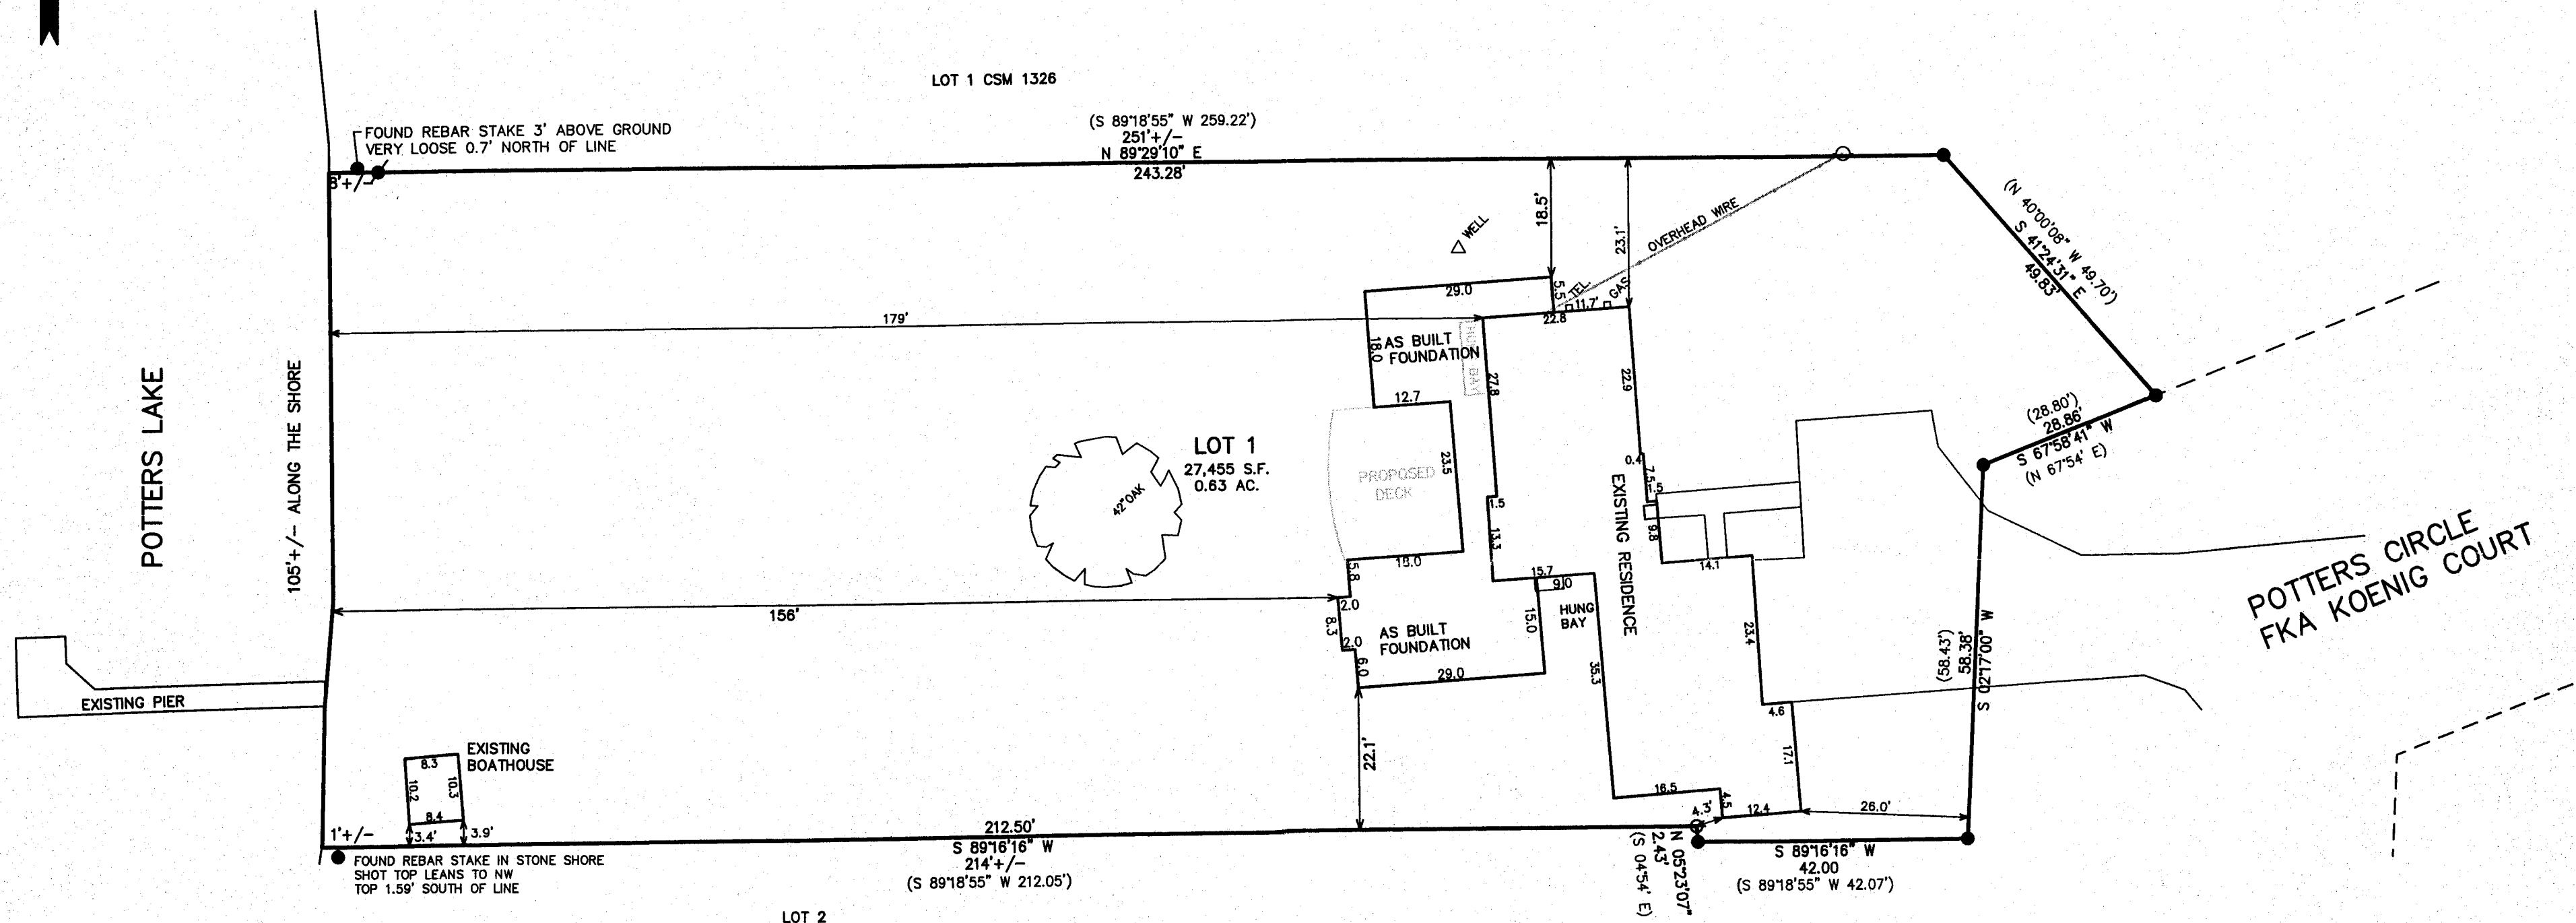 LOT 1 CSM 1326
FOUND REBAR STAKE 3' ABOVE GROUND
VERY LOOSE 0.7' NORTH OF LINE
8'+/-
(S 89°18'55" W 259.22')
251'+/-
N 89°29'10" E
243.28'
(N 40°00'08" W 49.70')
S 41°24'31" E
49.83'
18.5'
23.1'
WELL
OVERHEAD WIRE
29.0
5.5
TEL
11.7'
GAS
22.8
179'
AS BUILT
FOUNDATION
18.0
HUNG BAY
27.8
22.9
12.7
(28.80')
28.86'
S 67°58'41" W
(N 67°54' E)
POTTERS LAKE
105'+/- ALONG THE SHORE
LOT 1
27,455 S.F.
0.63 AC.
42" OAK
PROPOSED
DECK
23.5
0.4
7.5
1.5
1.5
13.3
9.8
EXISTING RESIDENCE
18.0
5.8
15.7
9.0
14.1
HUNG
BAY
156'
2.0
8.3
2.0
6.0
AS BUILT
FOUNDATION
15.0
29.0
35.3
23.4
POTTERS CIRCLE
FKA KOENIG COURT
(58.43')
58.38'
S 02°17'00" W
EXISTING PIER
4.6
17.1
22.1'
EXISTING
BOATHOUSE
8.3
10.2
10.3
8.4
3.4'
3.9'
1'+/-
16.5
4.5
4.3'
12.4
26.0'
FOUND REBAR STAKE IN STONE SHORE
SHOT TOP LEANS TO NW
TOP 1.59' SOUTH OF LINE
212.50'
S 89°16'16" W
214'+/-
(S 89°18'55" W 212.05')
N 05°23'07"
2.43'
(S 04°54' E)
S 89°16'16" W
42.00
(S 89°18'55" W 42.07')
LOT 2